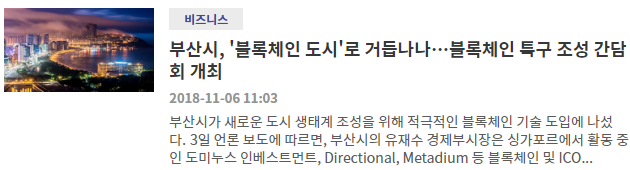 비즈니스
부산시, '블록체인 도시'로 거듭나나…블록체인 특구 조성 간담
회 개최
2018-11-06 11:03
부산시가 새로운 도시 생태계 조성을 위해 적극적인 블록체인 기술 도입에 나섰
다. 3일 언론 보도에 따르면, 부산시의 유재수 경제부시장은 싱가포르에서 활동 중
인 도미누스 인베스트먼트, Directional, Metadium 등 블록체인 및 ICO...